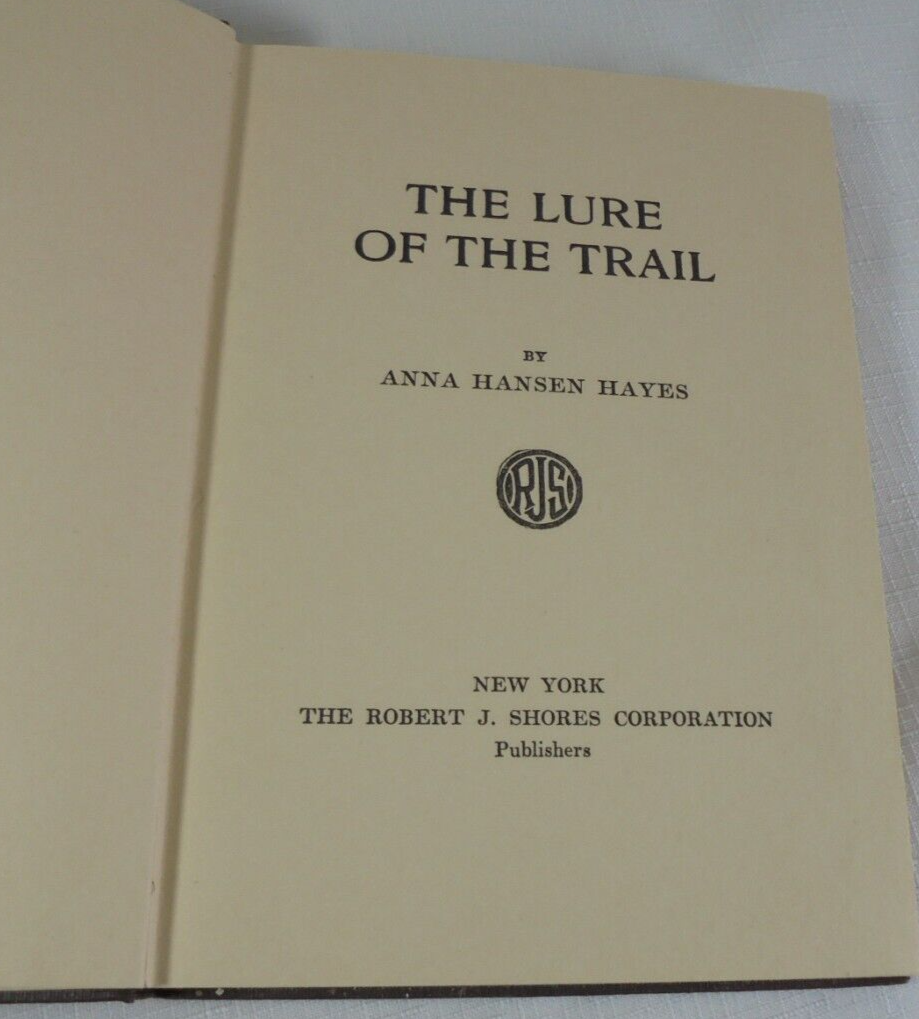 THE LURE
OF THE TRAIL
BY
ANNA HANSEN HAYES
RJS
NEW YORK
THE ROBERT J. SHORES CORPORATION
Publishers